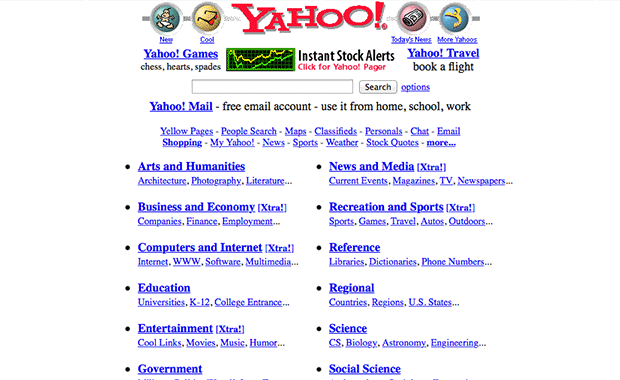 YAHOO!
New
Cool
Today's News
More Yahoos
Yahoo! Games
chess, hearts, spades
Instant Stock Alerts
Click for Yahoo! Pager
Yahoo! Travel
book a flight
Search
options
Yahoo! Mail - free email account - use it from home, school, work
Yellow Pages - People Search - Maps - Classifieds - Personals - Chat - Email
Shopping - My Yahoo! - News - Sports - Weather - Stock Quotes - more...
Arts and Humanities
Architecture, Photography, Literature...
News and Media [Xtra!]
Current Events, Magazines, TV, Newspapers...
Business and Economy [Xtra!]
Companies, Finance, Employment...
Recreation and Sports [Xtra!]
Sports, Games, Travel, Autos, Outdoors...
Computers and Internet [Xtra!]
Internet, WWW, Software, Multimedia...
Reference
Libraries, Dictionaries, Phone Numbers...
Education
Universities, K-12, College Entrance...
Regional
Countries, Regions, U.S. States...
Entertainment [Xtra!]
Cool Links, Movies, Music, Humor...
Science
CS, Biology, Astronomy, Engineering...
Government
Social Science